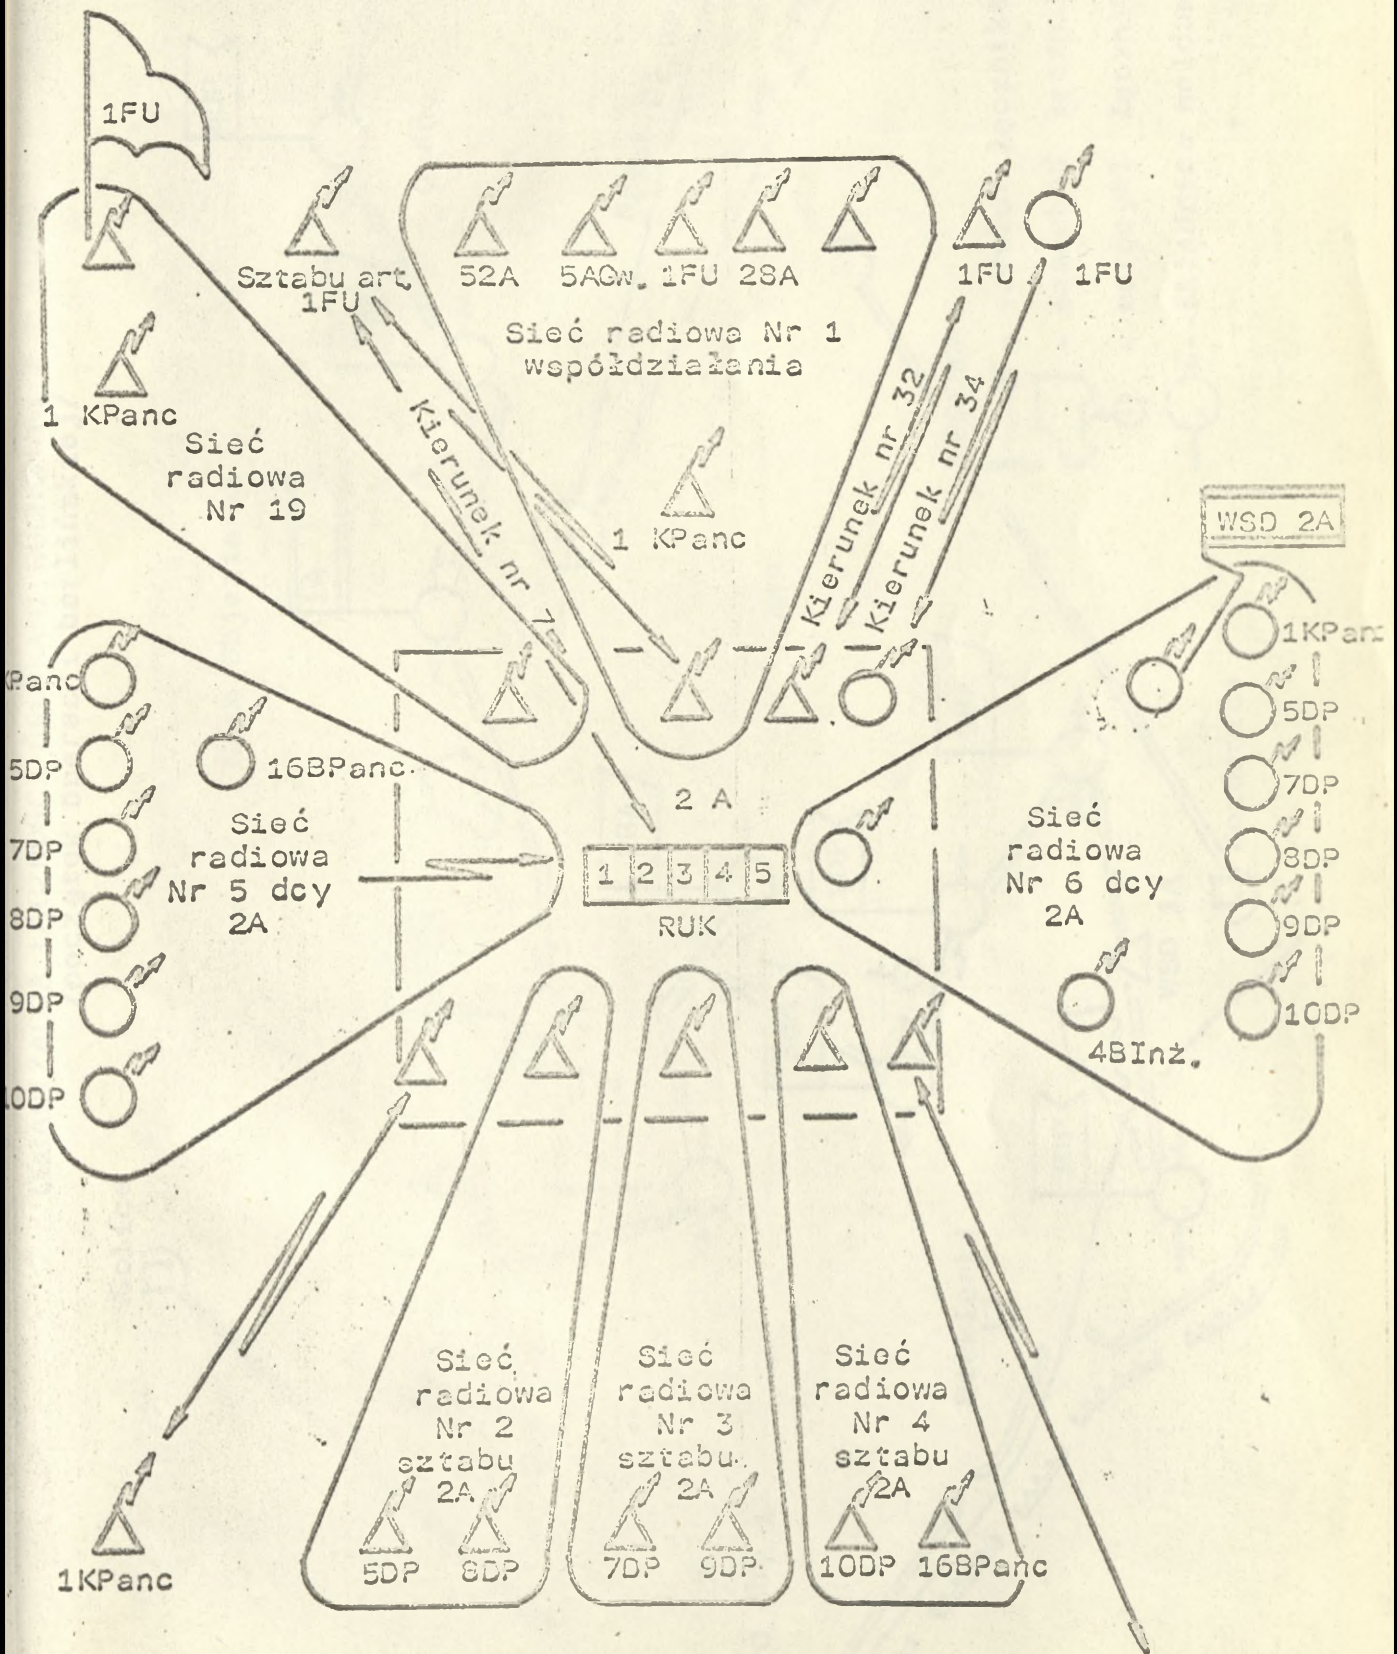 1FU
Sztabu art.
1FU
52A 5AGw. 1FU 28A
1FU 1FU
Sieć radiowa Nr 1
współdziałania
1 KPanc
Sieć
radiowa
Nr 19
Kierunek nr 7
1 KPanc
Kierunek nr 32
Kierunek nr 34
WSD 2A
KPanc
5DP
7DP
8DP
9DP
10DP
16BPanc.
Sieć
radiowa
Nr 5 dcy
2A
2 A
1 2 3 4 5
RUK
Sieć
radiowa
Nr 6 dcy
2A
4BInż.
1KPanc
5DP
7DP
8DP
9DP
10DP
1KPanc
Sieć
radiowa
Nr 2
sztabu
2A
5DP 8DP
Sieć
radiowa
Nr 3
sztabu
2A
7DP 9DP
Sieć
radiowa
Nr 4
sztabu
2A
10DP 16BPanc